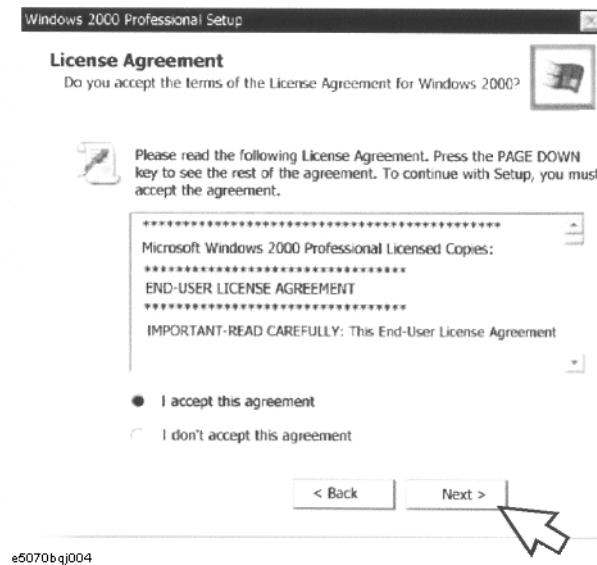 Windows 2000 Professional Setup
License Agreement
Do you accept the terms of the License Agreement for Windows 2000?
Please read the following License Agreement. Press the PAGE DOWN
key to see the rest of the agreement. To continue with Setup, you must
accept the agreement.
**********************************************
Microsoft Windows 2000 Professional Licensed Copies:
*********************************
END-USER LICENSE AGREEMENT
*********************************
IMPORTANT-READ CAREFULLY: This End-User License Agreement
I accept this agreement
I don't accept this agreement
< Back
Next >
e5070bqj004